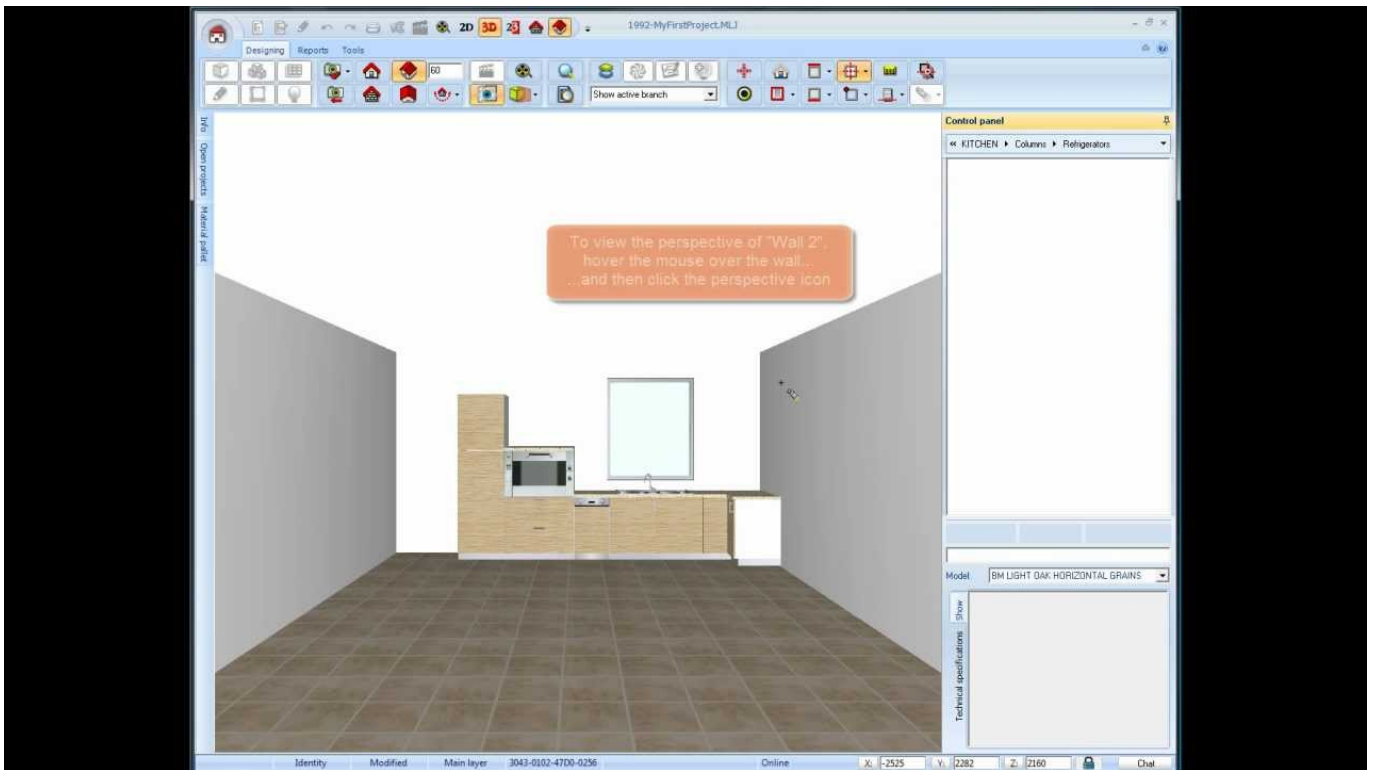 2D 3D 1992-MyFirstProject.MLJ
Designing Reports Tools
60
Show active branch
Info
Open projects
Material pallet
Control panel
« KITCHEN Columns Refrigerators
To view the perspective of "Wall 2",
hover the mouse over the wall...
...and then click the perspective icon
Model BM LIGHT OAK HORIZONTAL GRAINS
Show
Technical specifications
Identity Modified Main layer 3043-0102-47D0-0256 Online X: -2525 Y: 2282 Z: 2160 Chat